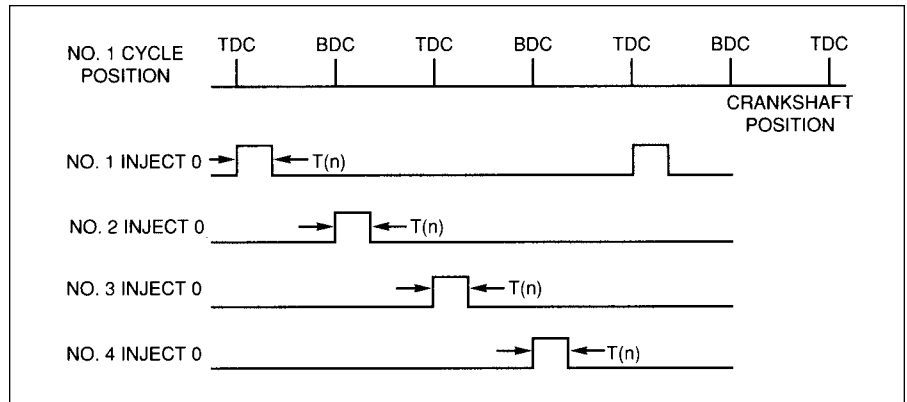 NO. 1 CYCLE
POSITION
TDC BDC TDC BDC TDC BDC TDC
CRANKSHAFT
POSITION
NO. 1 INJECT 0
T(n)
NO. 2 INJECT 0
T(n)
NO. 3 INJECT 0
T(n)
NO. 4 INJECT 0
T(n)